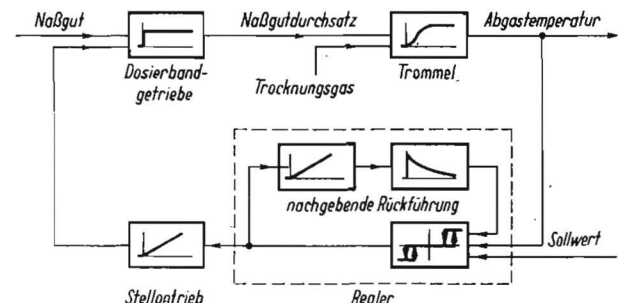 Naßgut
Naßgutdurchsatz
Abgastemperatur
Dosierband-
getriebe
Trocknungsgas
Trommel
nachgebende Rückführung
Sollwert
Stellantrieb
Regler